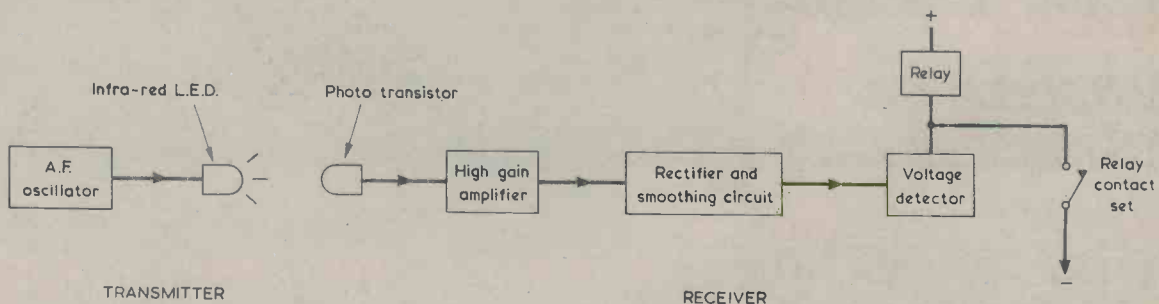 +
Relay
Infra-red L.E.D.
Photo transistor
A.F.
oscillator
High gain
amplifier
Rectifier and
smoothing circuit
Voltage
detector
Relay
contact
set
−
TRANSMITTER
RECEIVER